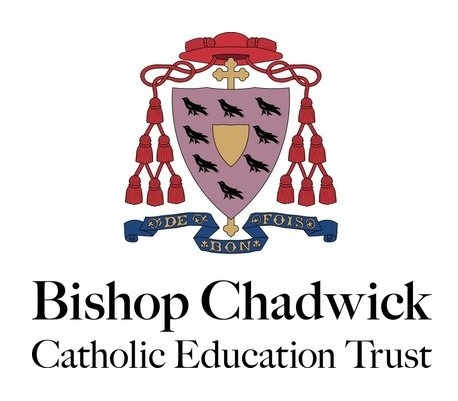 DE BON FOIS
Bishop Chadwick
Catholic Education Trust